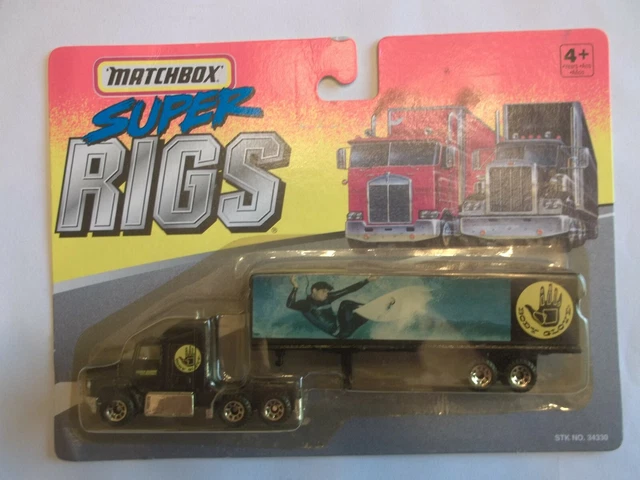 MATCHBOX
SUPER
RIGS
4+
BODY GLOVE
STK NO. 34330